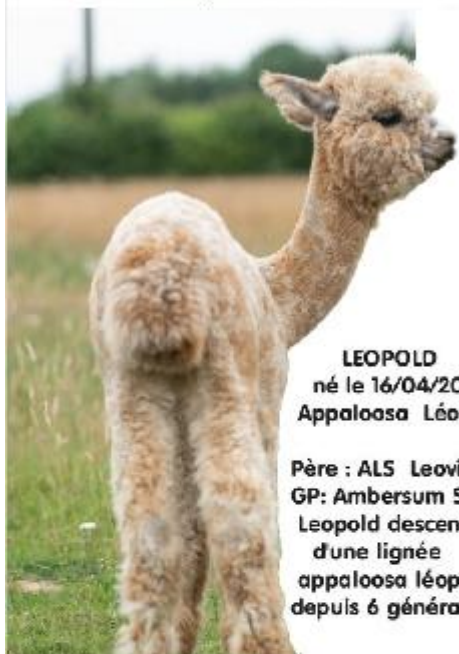 LEOPOLD
né le 16/04/20
Appaloosa Léo
Père : ALS Leovi
GP: Ambersum S
Leopold descen
d'une lignée
appaloosa léop
depuis 6 généra